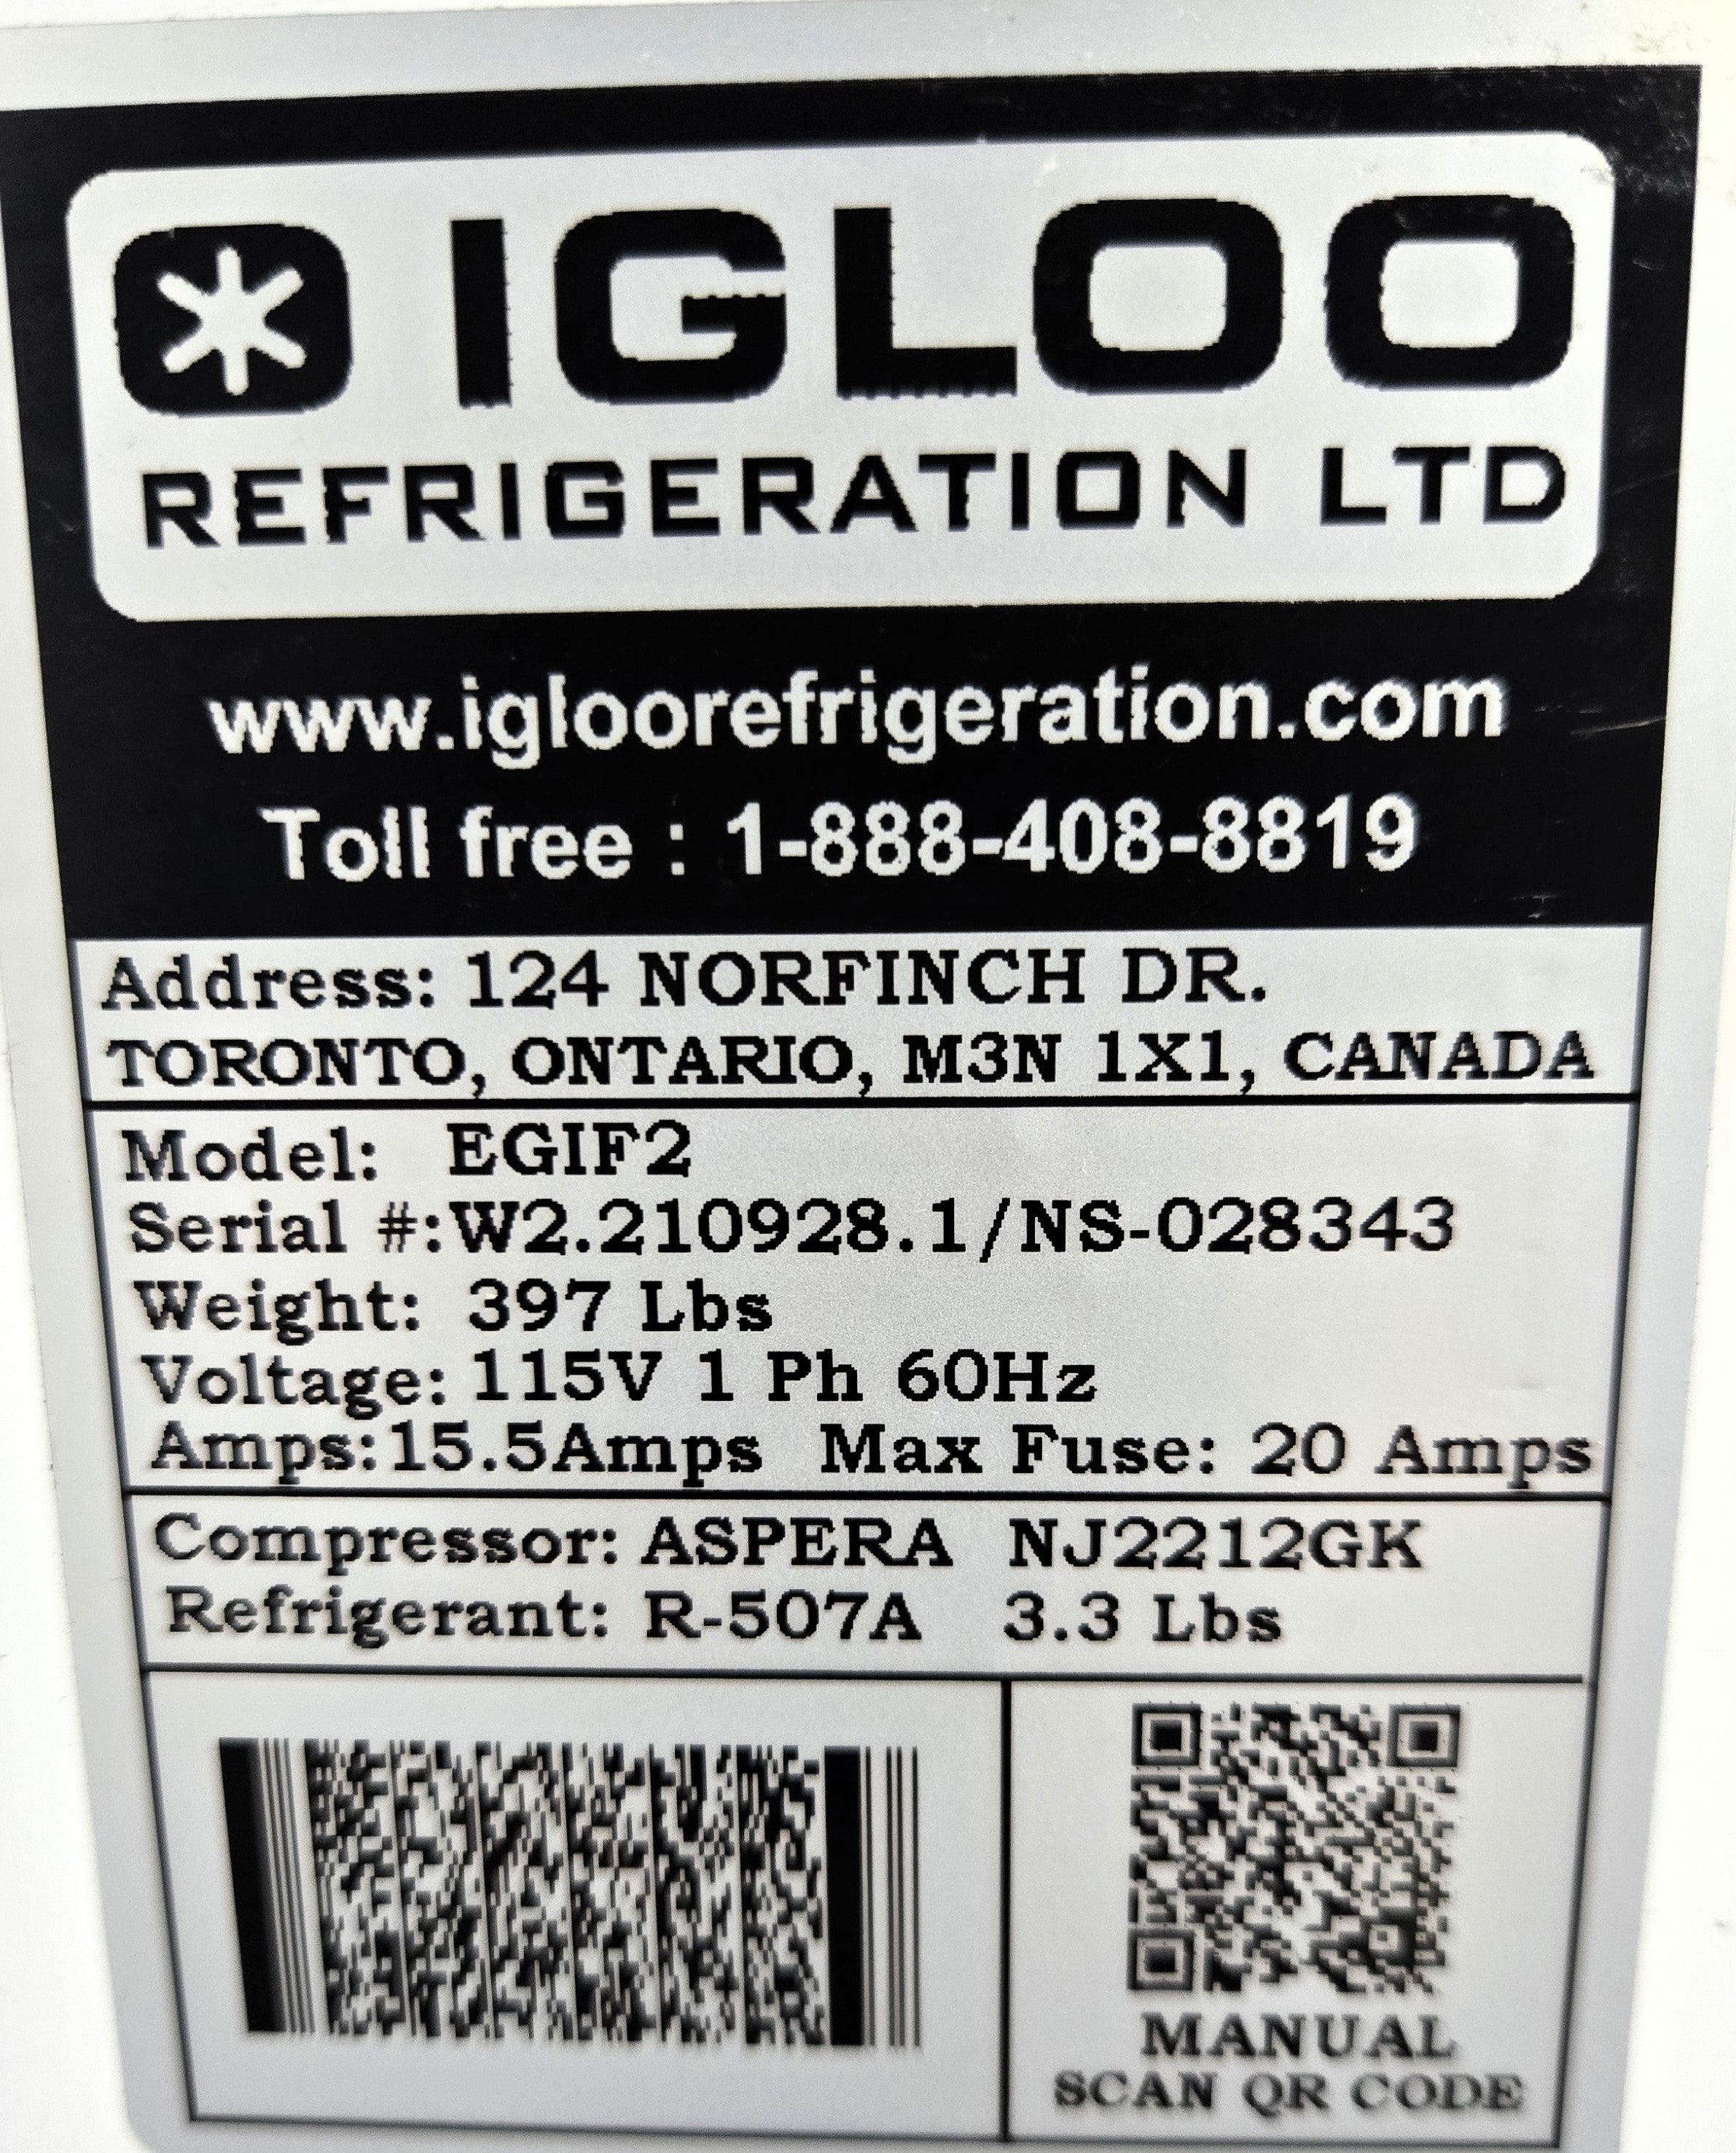 IGLOO
REFRIGERATION LTD
www.igloorefrigeration.com
Toll free : 1-888-408-8819
Address: 124 NORFINCH DR.
TORONTO, ONTARIO, M3N 1X1, CANADA
Model: EGIF2
Serial #:W2.210928.1/NS-028343
Weight: 397 Lbs
Voltage: 115V 1 Ph 60Hz
Amps:15.5Amps Max Fuse: 20 Amps
Compressor: ASPERA NJ2212GK
Refrigerant: R-507A 3.3 Lbs
MANUAL
SCAN QR CODE